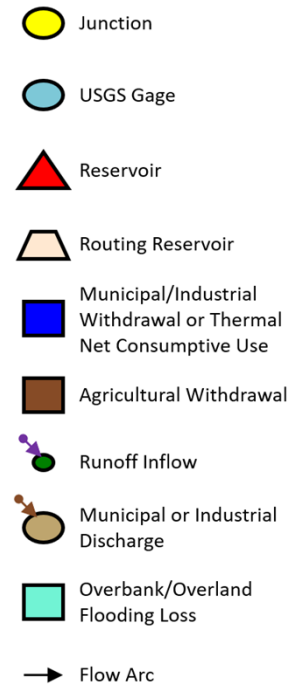 Junction
USGS Gage
Reservoir
Routing Reservoir
Municipal/Industrial
Withdrawal or Thermal
Net Consumptive Use
Agricultural Withdrawal
Runoff Inflow
Municipal or Industrial
Discharge
Overbank/Overland
Flooding Loss
Flow Arc